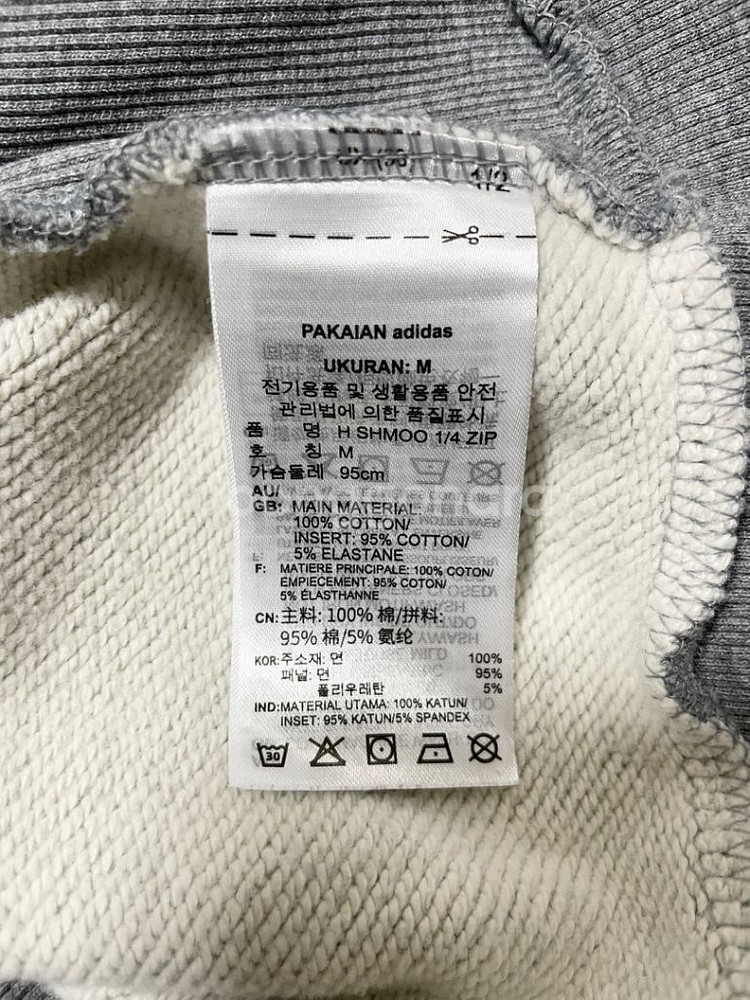 1/2
PAKAIAN adidas
UKURAN: M
전기용품 및 생활용품 안전
관리법에 의한 품질표시
품 명 H SHMOO 1/4 ZIP
호 칭 M
가슴둘레 95cm
AU/
GB: MAIN MATERIAL:
100% COTTON/
INSERT: 95% COTTON/
5% ELASTANE
F: MATIERE PRINCIPALE: 100% COTON/
EMPIECEMENT: 95% COTON/
5% ÉLASTHANNE
CN: 主料: 100% 棉/拼料:
95% 棉/5% 氨纶
KOR: 주소재: 면 100%
패널: 면 95%
폴리우레탄 5%
IND: MATERIAL UTAMA: 100% KATUN/
INSET: 95% KATUN/5% SPANDEX
30